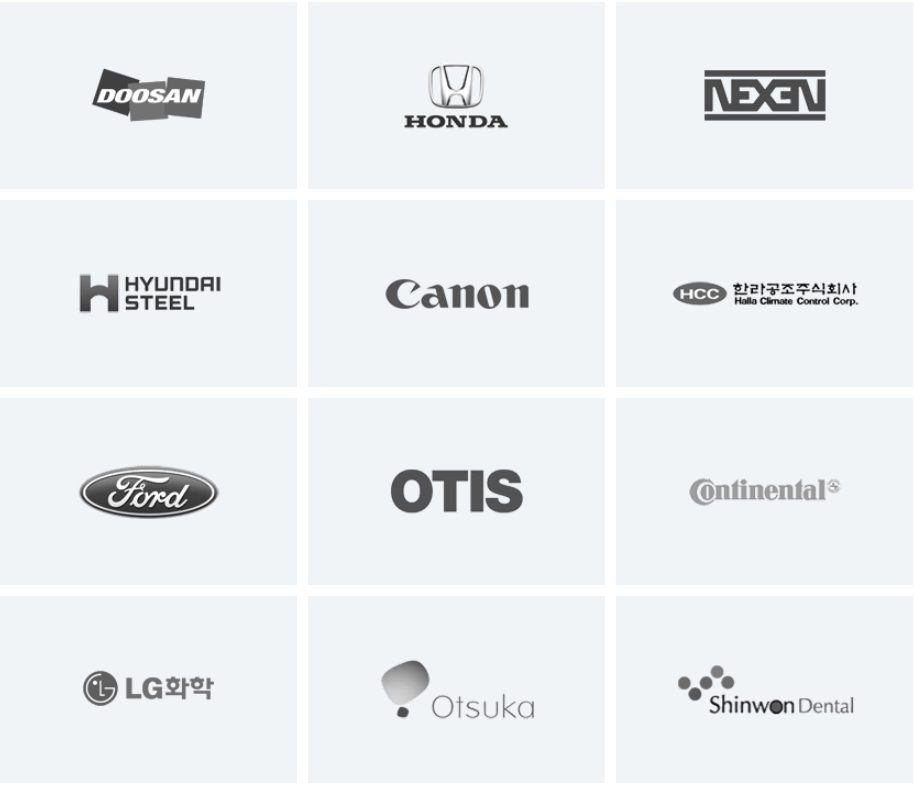 DOOSAN
HONDA
NEXEN
HYUNDAI
STEEL
Canon
HCC 한라공조주식회사
Halla Climate Control Corp.
Ford
OTIS
Continental
LG화학
Otsuka
Shinwon Dental